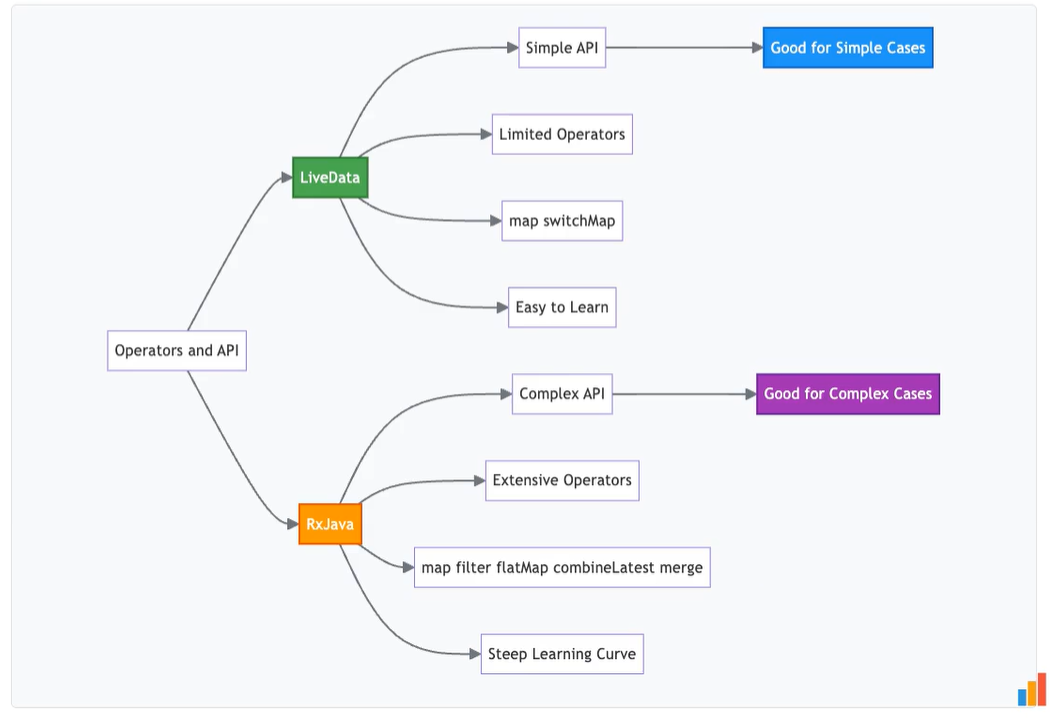 Simple API
Good for Simple Cases
Limited Operators
LiveData
map switchMap
Easy to Learn
Operators and API
Complex API
Good for Complex Cases
Extensive Operators
RxJava
map filter flatMap combineLatest merge
Steep Learning Curve